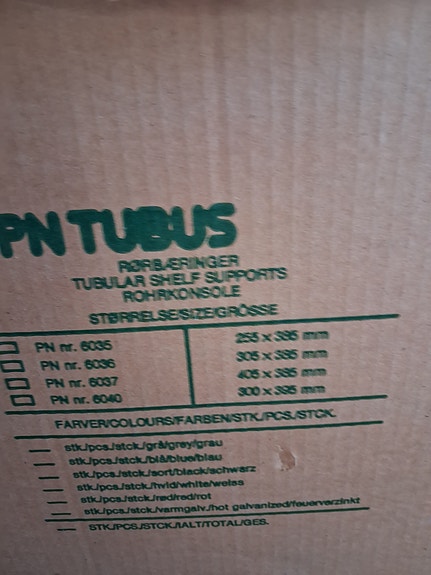 PN TUBUS
RØRBÆRINGER
TUBULAR SHELF SUPPORTS
ROHRKONSOLE
STØRRELSE/SIZE/GRÖSSE
PN nr. 6035 255 x 395 mm
PN nr. 6036 305 x 395 mm
PN nr. 6037 405 x 395 mm
PN nr. 6040 300 x 395 mm
FARVER/COLOURS/FARBEN/STK./PCS./STCK.
stk./pcs./stck./grå/grey/grau
stk./pcs./stck./blå/blue/blau
stk./pcs./stck./sort/black/schwarz
stk./pcs./stck./hvid/white/weiss
stk./pcs./stck./rød/red/rot
stk./pcs./stck./varmgalv./hot galvanized/feuerverzinkt
STK./PCS./STCK./IALT/TOTAL/GES.